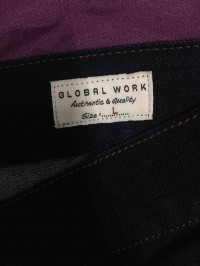 GLOBAL WORK
Authentic & Quality
Size L